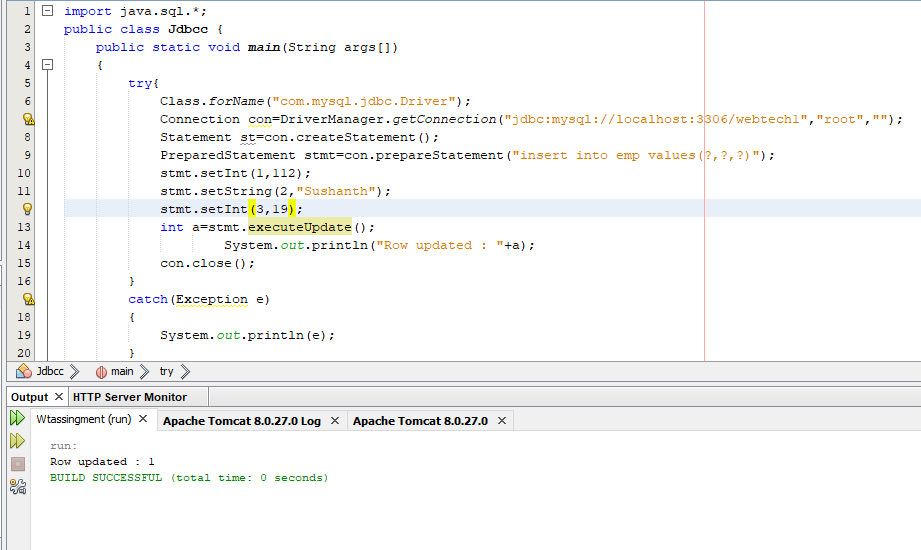 1 import java.sql.*;
2 public class Jdbcc {
3 public static void main(String args[])
4 {
5 try{
6 Class.forName("com.mysql.jdbc.Driver");
Connection con=DriverManager.getConnection("jdbc:mysql://localhost:3306/webtech1","root","");
8 Statement st=con.createStatement();
9 PreparedStatement stmt=con.prepareStatement("insert into emp values(?,?,?)");
10 stmt.setInt(1,112);
11 stmt.setString(2,"Sushanth");
stmt.setInt(3,19);
13 int a=stmt.executeUpdate();
14 System.out.println("Row updated : "+a);
15 con.close();
16 }
catch(Exception e)
18 {
19 System.out.println(e);
20 }
Jdbcc main try
Output HTTP Server Monitor
Wtassingment (run) Apache Tomcat 8.0.27.0 Log Apache Tomcat 8.0.27.0
run:
Row updated : 1
BUILD SUCCESSFUL (total time: 0 seconds)